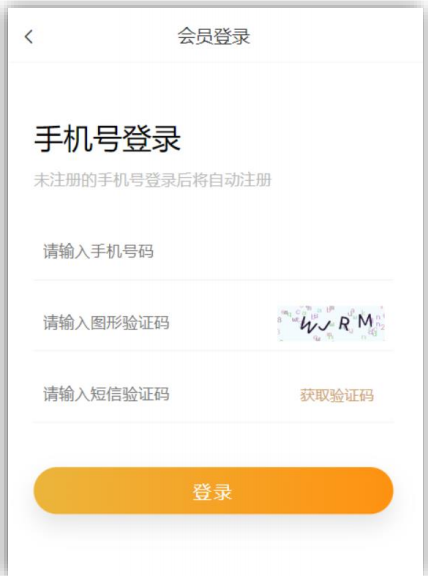 会员登录
手机号登录
未注册的手机号登录后将自动注册
请输入手机号码
请输入图形验证码
请输入短信验证码
获取验证码
登录